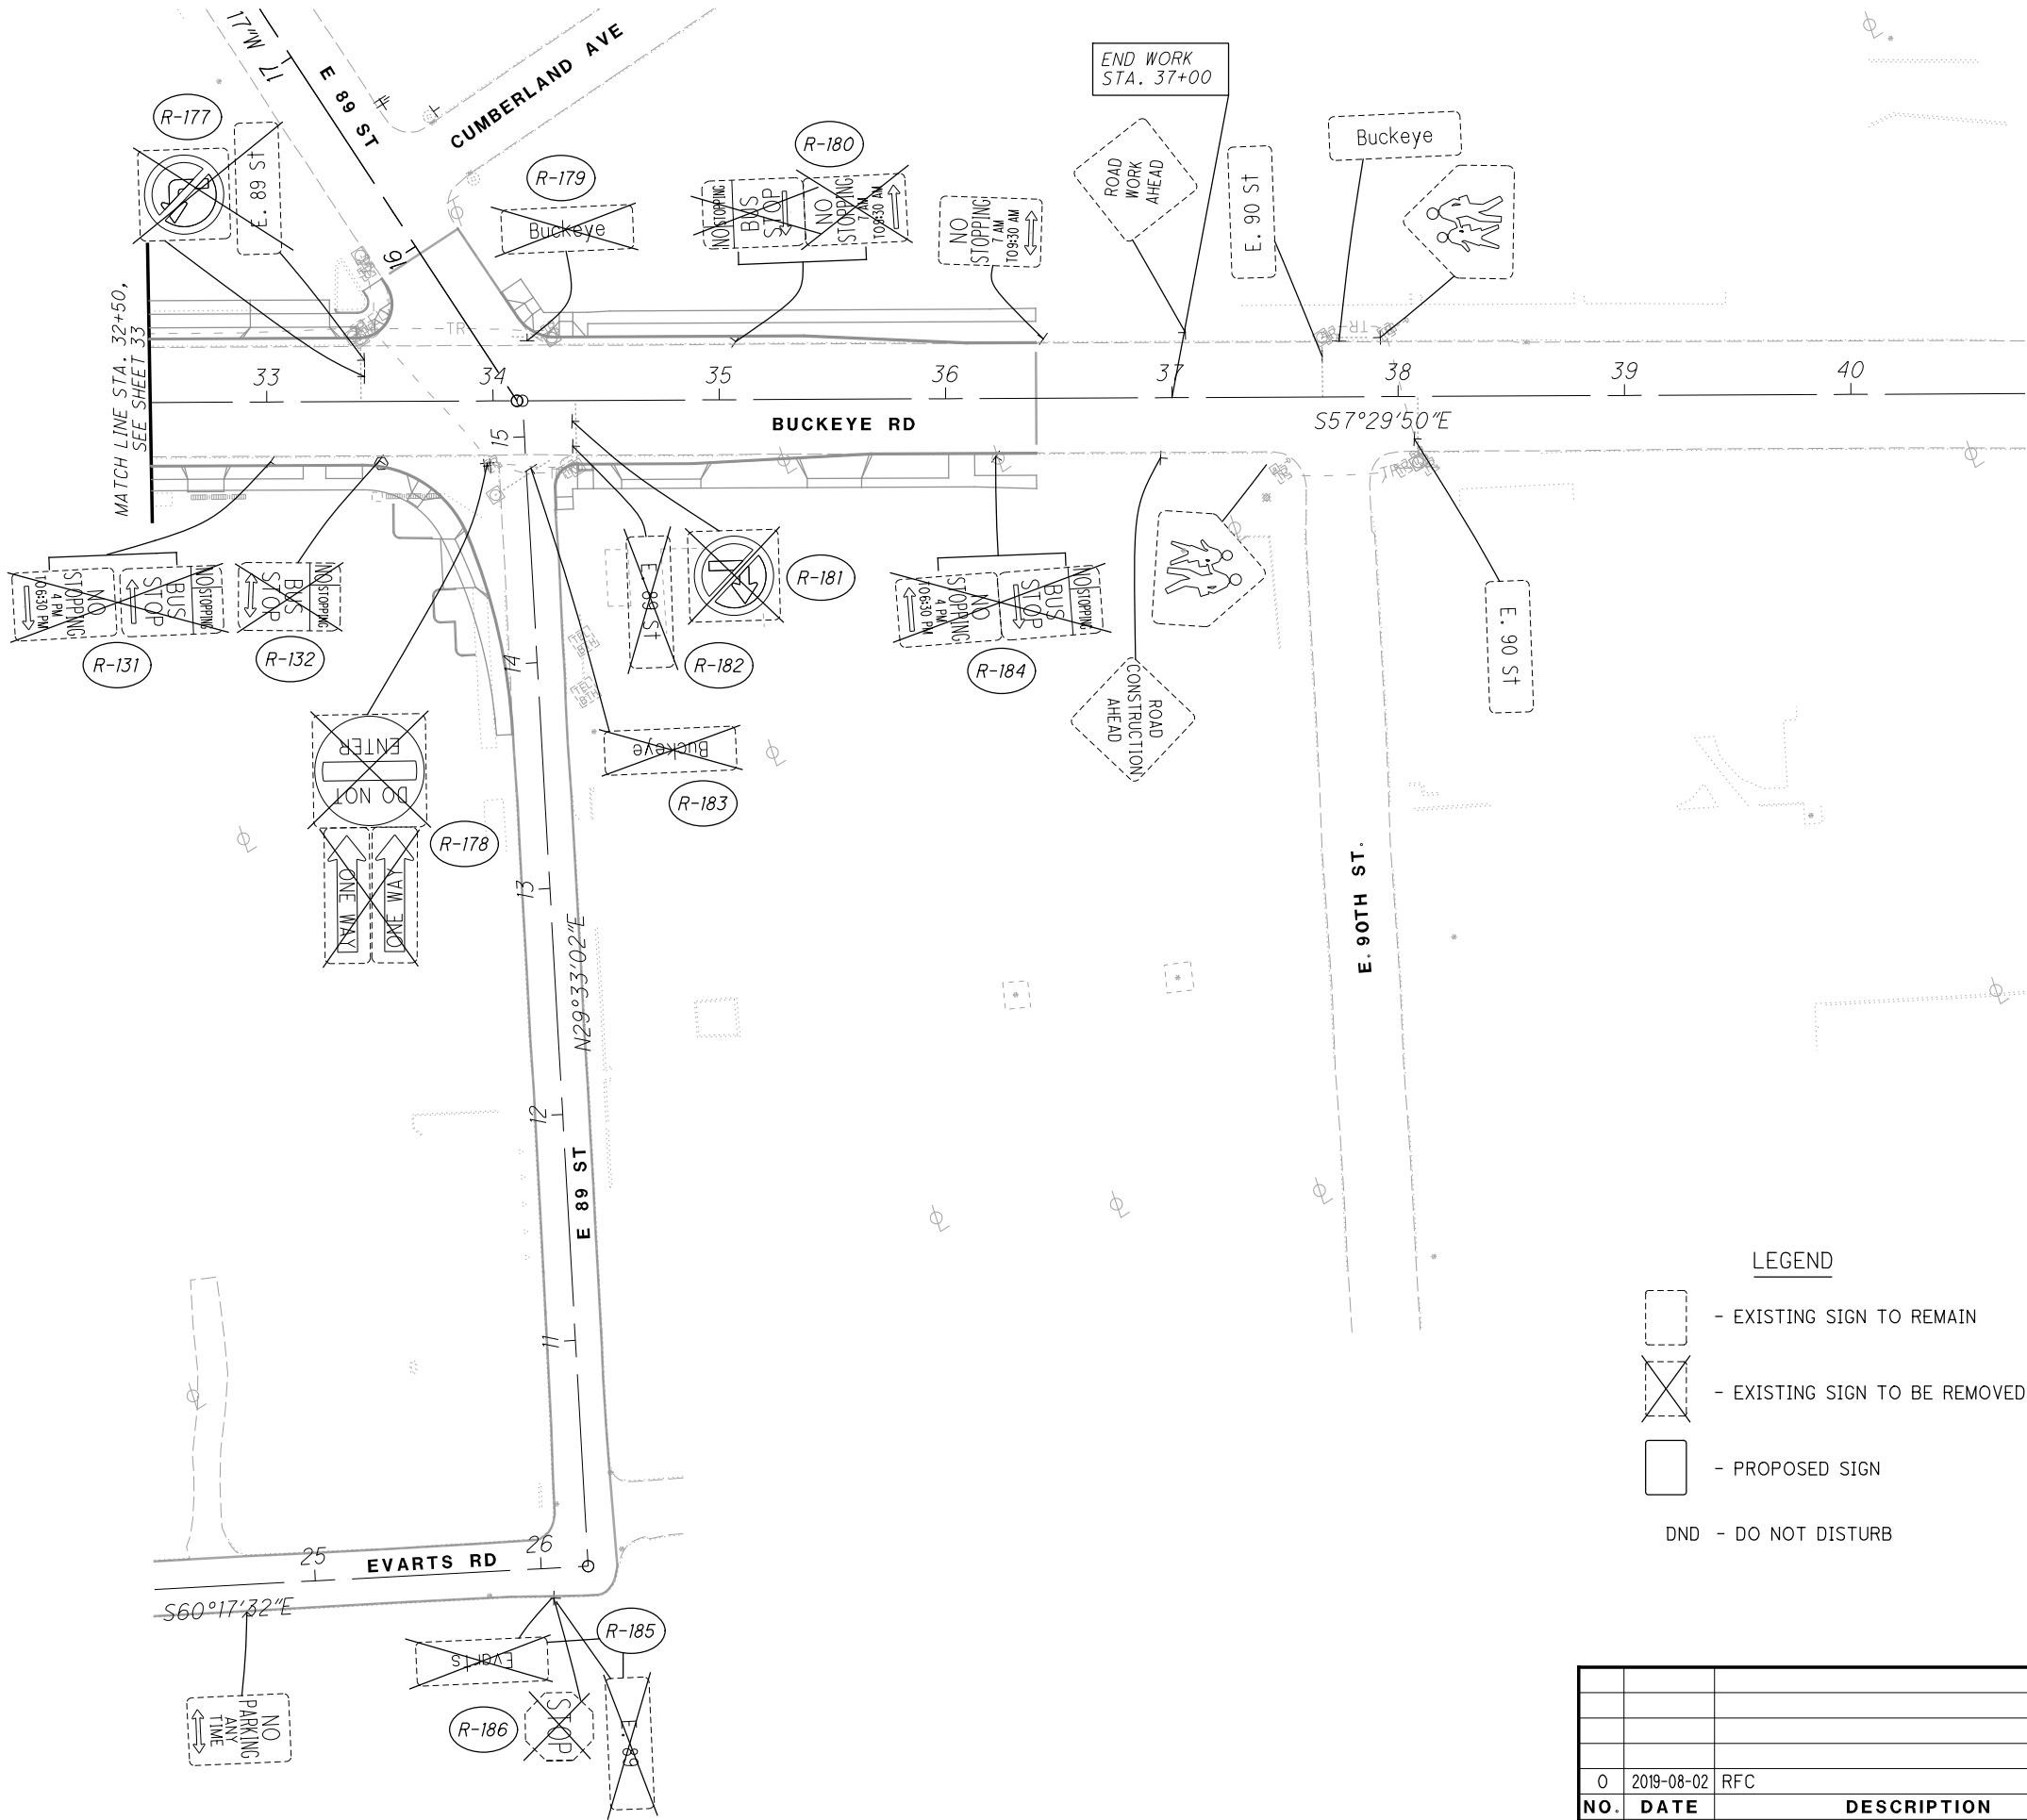 17"W
17
E 89 ST
CUMBERLAND AVE
END WORK
STA. 37+00
R-177
E. 89 St
R-179
Buckeye
R-180
NO STOPPING
BUS
STOP
NO
STOPPING
7 AM
TO 9:30 AM
NO
STOPPING
7 AM
TO 9:30 AM
ROAD
WORK
AHEAD
E. 90 St
Buckeye
16
MATCH LINE STA. 32+50,
SEE SHEET 33
TR
TR
33
34
35
36
37
38
39
40
BUCKEYE RD
S57°29'50"E
15
NO
STOPPING
4 PM
TO 6:30 PM
BUS
STOP
NO STOPPING
R-131
BUS
STOP
NO STOPPING
R-132
E. 89 St
R-181
R-182
NO
STOPPING
4 PM
TO 6:30 PM
BUS
STOP
NO STOPPING
R-184
E. 90 St
14
ROAD
CONSTRUCTION
AHEAD
DO NOT
ENTER
Buckeye
R-183
R-178
ONE WAY
ONE WAY
13
E. 90TH ST.
N29°33'02"E
12
E 89 ST
11
LEGEND
- EXISTING SIGN TO REMAIN
- EXISTING SIGN TO BE REMOVED
- PROPOSED SIGN
DND - DO NOT DISTURB
25
EVARTS RD
26
S60°17'32"E
R-185
Evarts
R-186
STOP
E. 89
NO
PARKING
ANY
TIME
0 2019-08-02 RFC
NO. DATE DESCRIPTION